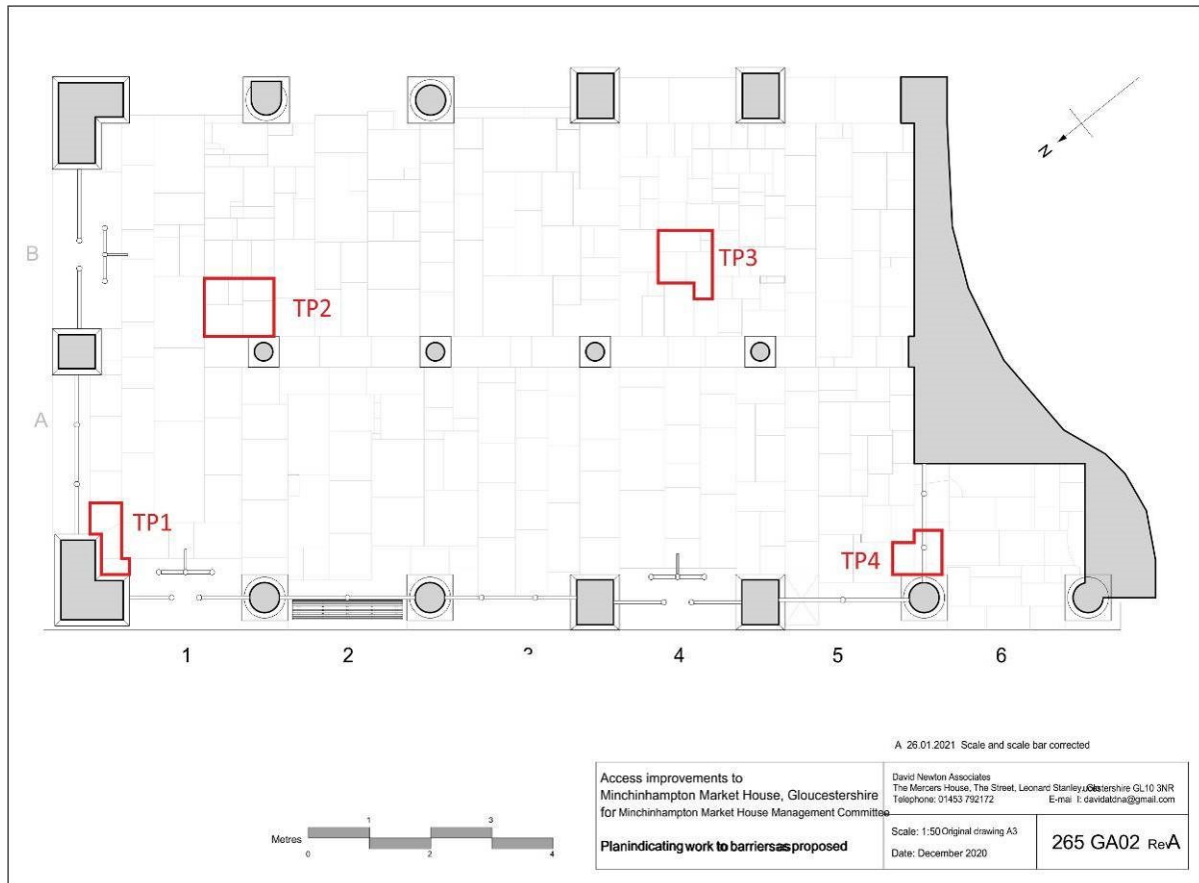 N
B
TP3
TP2
A
TP1
TP4
1
2
4
5
6
A 26.01.2021 Scale and scale bar corrected
Access improvements to
Minchinhampton Market House, Gloucestershire
for Minchinhampton Market House Management Committee
Planindicating work to barriersas proposed
David Newton Associates
The Mercers House, The Street, Leonard Stanley, GL10 3NR
Telephone: 01453 792172
E-mai l: davidatdna@gmail.com
Scale: 1:50 Original drawing A3
Date: December 2020
265 GA02 RevA
Metres
1
3
0
2
4